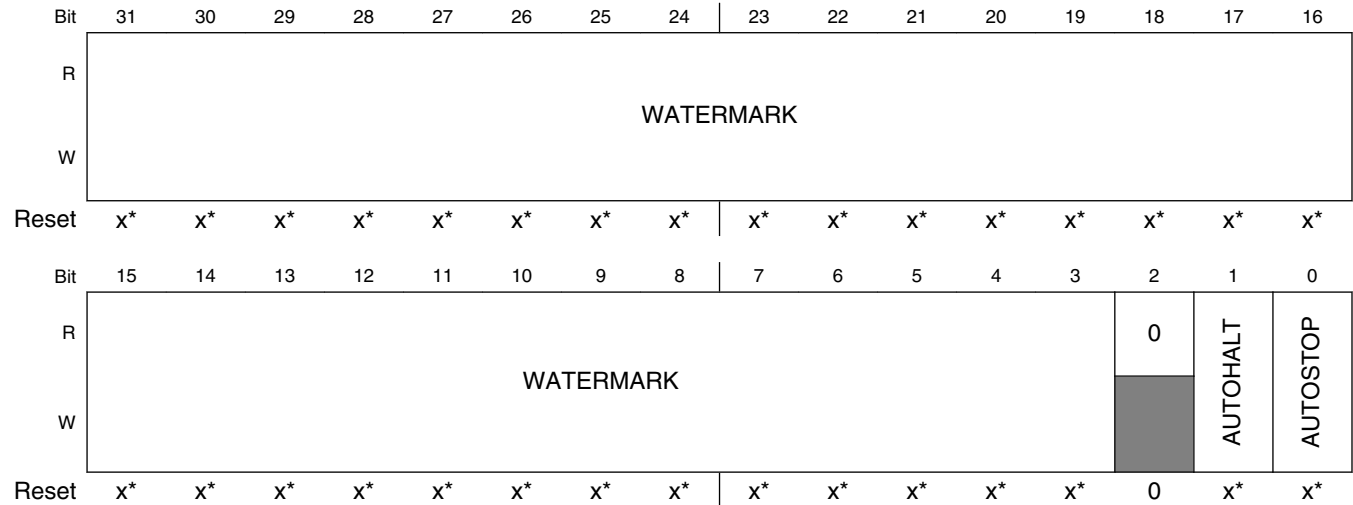 Bit 31 30 29 28 27 26 25 24 23 22 21 20 19 18 17 16
R
WATERMARK
W
Reset x* x* x* x* x* x* x* x* x* x* x* x* x* x* x* x*
Bit 15 14 13 12 11 10 9 8 7 6 5 4 3 2 1 0
R 0
WATERMARK AUTOHALT AUTOSTOP
W
Reset x* x* x* x* x* x* x* x* x* x* x* x* x* 0 x* x*